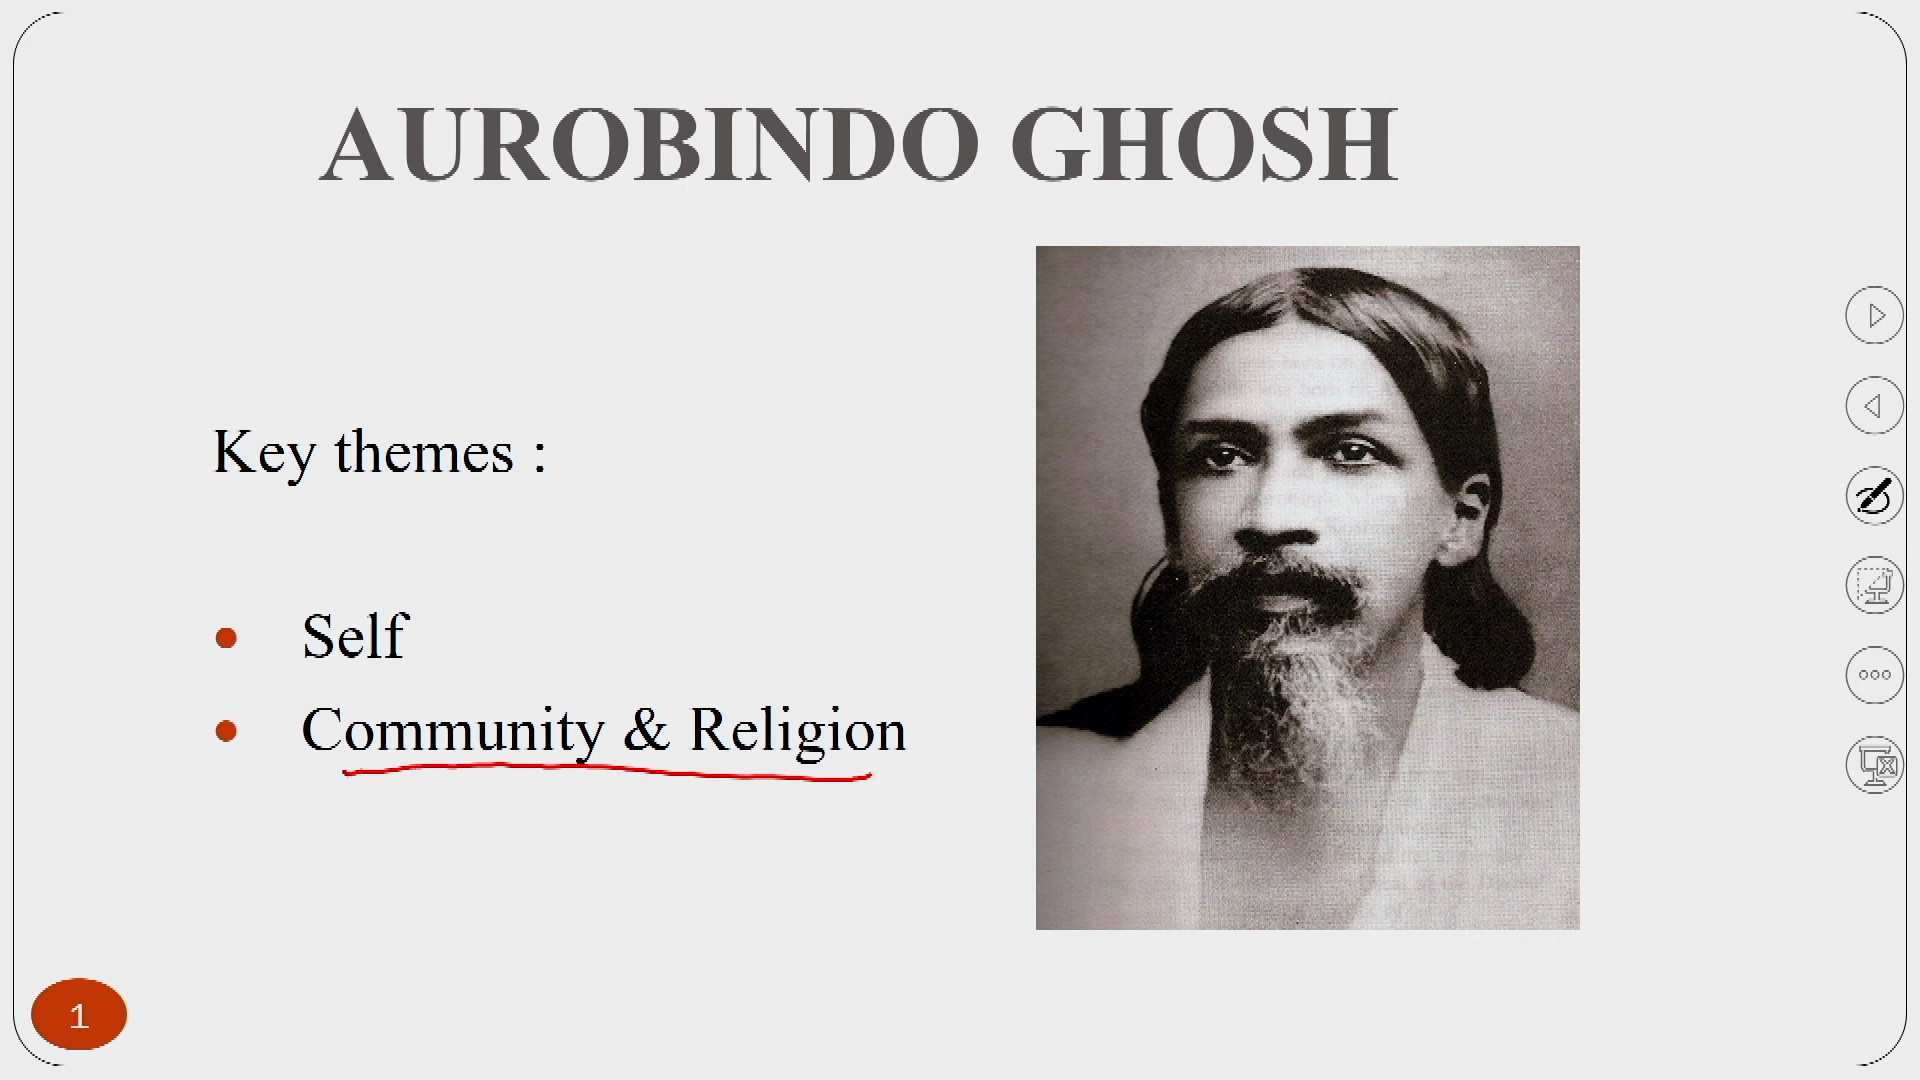 AUROBINDO GHOSH
Key themes :
• Self
• Community & Religion
1